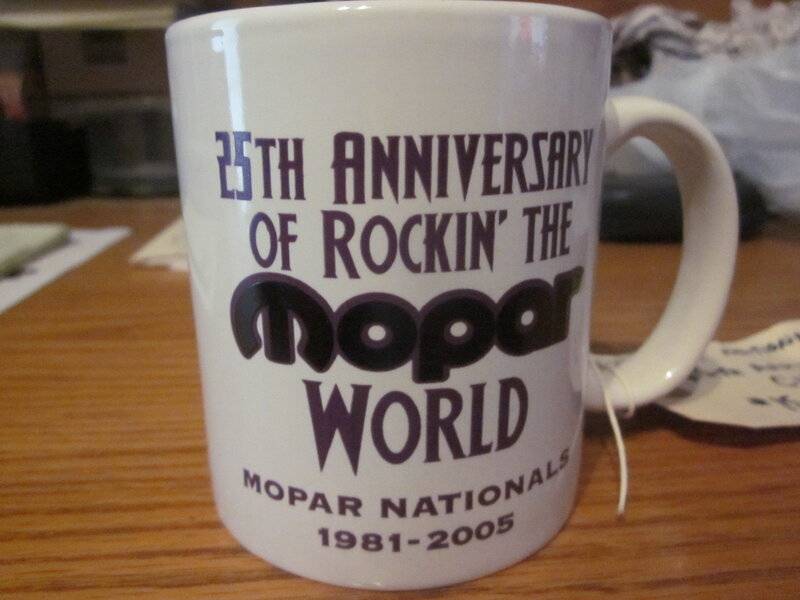 25TH ANNIVERSARY
OF ROCKIN' THE
mopar
WORLD
MOPAR NATIONALS
1981-2005